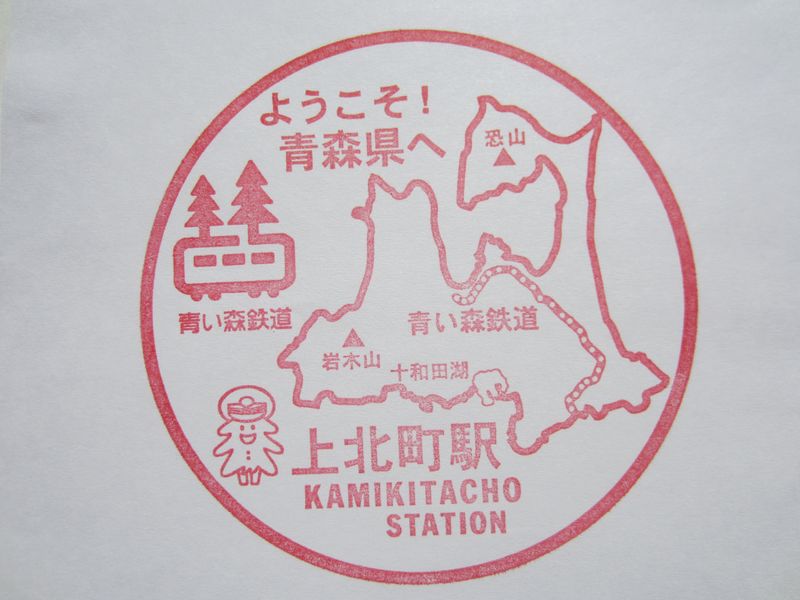 ようこそ!
青森県へ
恐山
青い森鉄道
青い森鉄道
岩木山
十和田湖
上北町駅
KAMIKITACHO
STATION